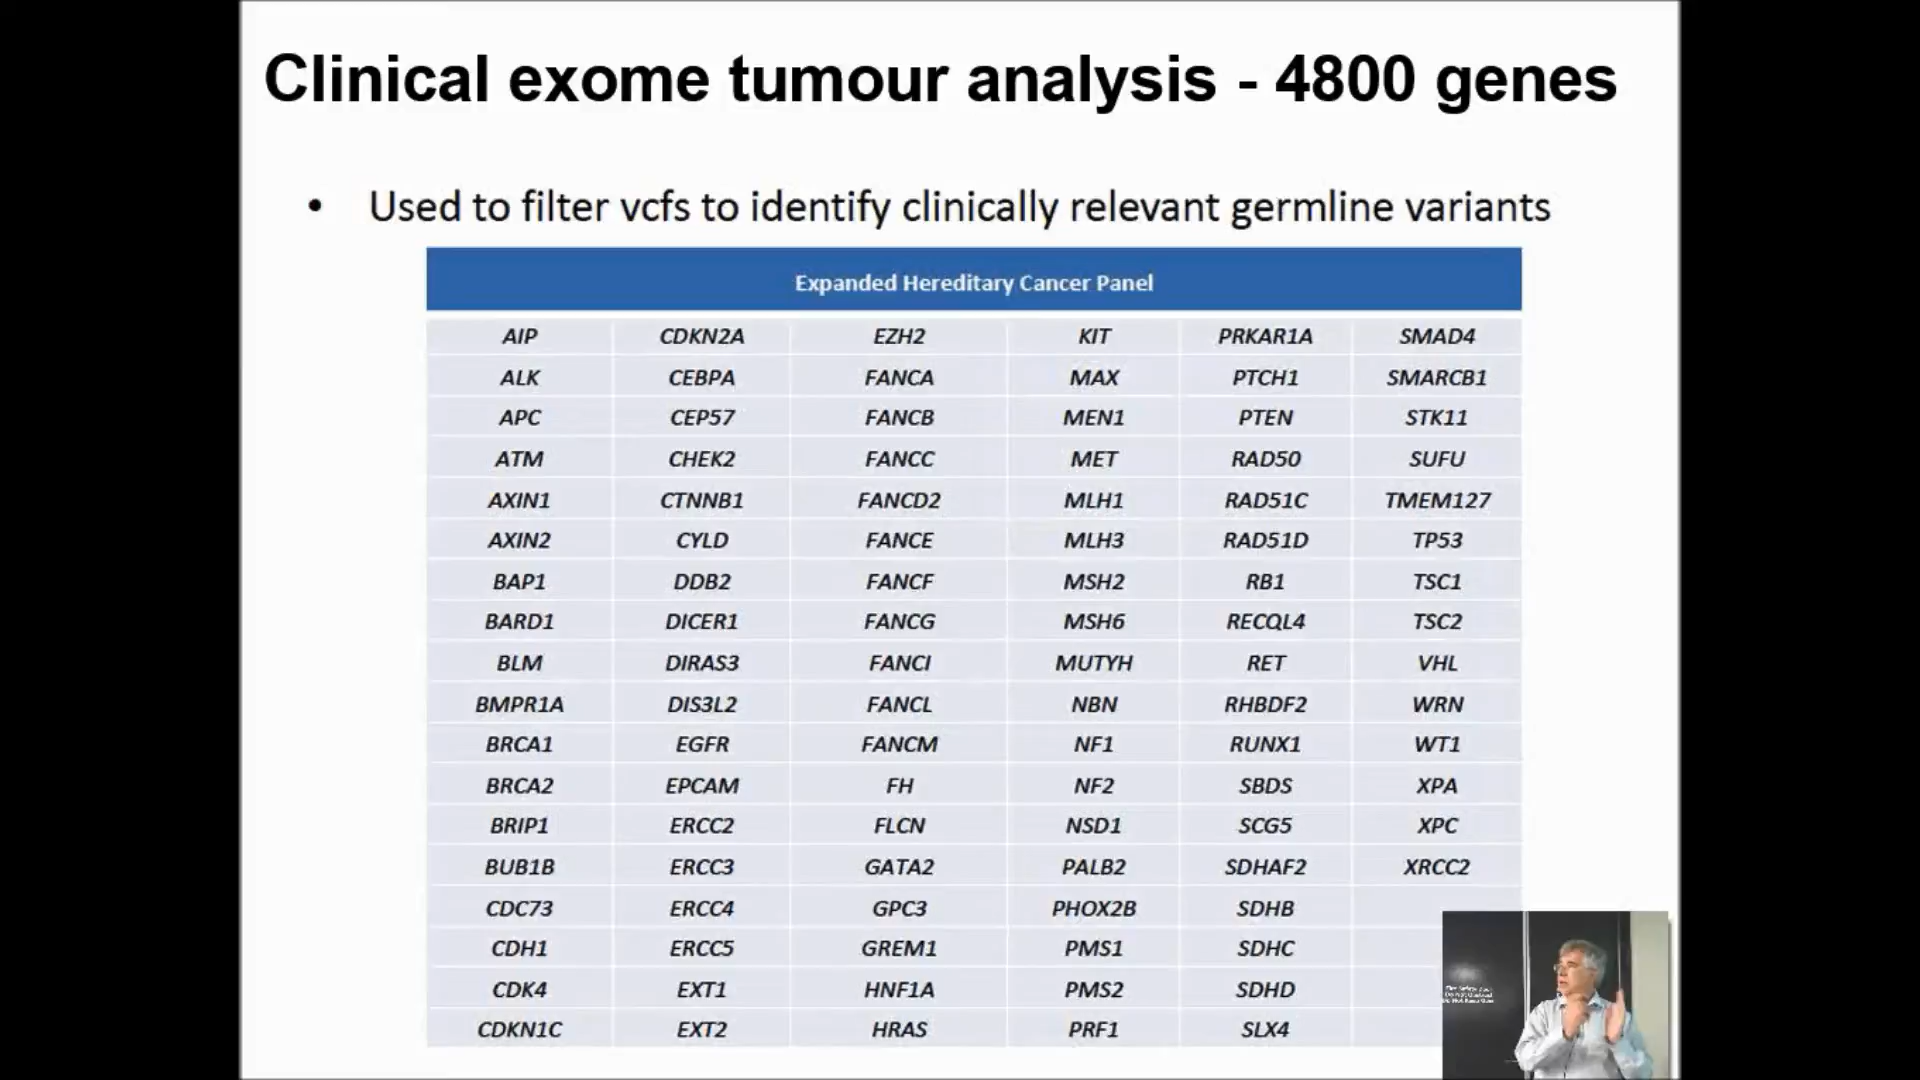 Clinical exome tumour analysis - 4800 genes
• Used to filter vcfs to identify clinically relevant germline variants
Expanded Hereditary Cancer Panel
AIP CDKN2A EZH2 KIT PRKAR1A SMAD4
ALK CEBPA FANCA MAX PTCH1 SMARCB1
APC CEP57 FANCB MEN1 PTEN STK11
ATM CHEK2 FANCC MET RAD50 SUFU
AXIN1 CTNNB1 FANCD2 MLH1 RAD51C TMEM127
AXIN2 CYLD FANCE MLH3 RAD51D TP53
BAP1 DDB2 FANCF MSH2 RB1 TSC1
BARD1 DICER1 FANCG MSH6 RECQL4 TSC2
BLM DIRAS3 FANCI MUTYH RET VHL
BMPR1A DIS3L2 FANCL NBN RHBDF2 WRN
BRCA1 EGFR FANCM NF1 RUNX1 WT1
BRCA2 EPCAM FH NF2 SBDS XPA
BRIP1 ERCC2 FLCN NSD1 SCG5 XPC
BUB1B ERCC3 GATA2 PALB2 SDHAF2 XRCC2
CDC73 ERCC4 GPC3 PHOX2B SDHB
CDH1 ERCC5 GREM1 PMS1 SDHC
CDK4 EXT1 HNF1A PMS2 SDHD
CDKN1C EXT2 HRAS PRF1 SLX4